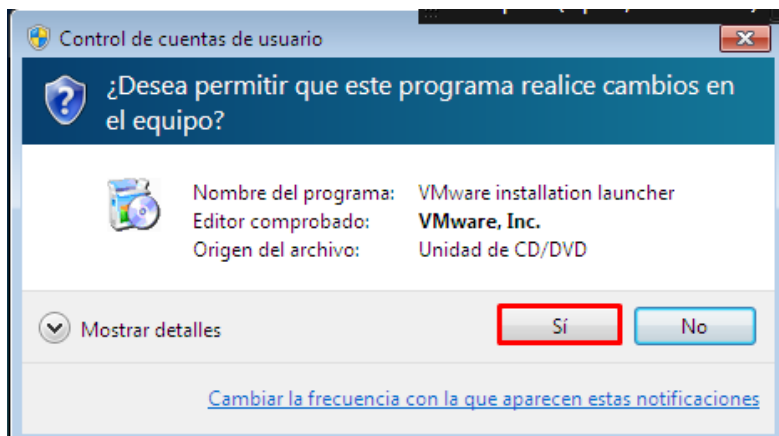 Control de cuentas de usuario
¿Desea permitir que este programa realice cambios en
el equipo?
Nombre del programa: VMware installation launcher
Editor comprobado: VMware, Inc.
Origen del archivo: Unidad de CD/DVD
Mostrar detalles
Sí
No
Cambiar la frecuencia con la que aparecen estas notificaciones